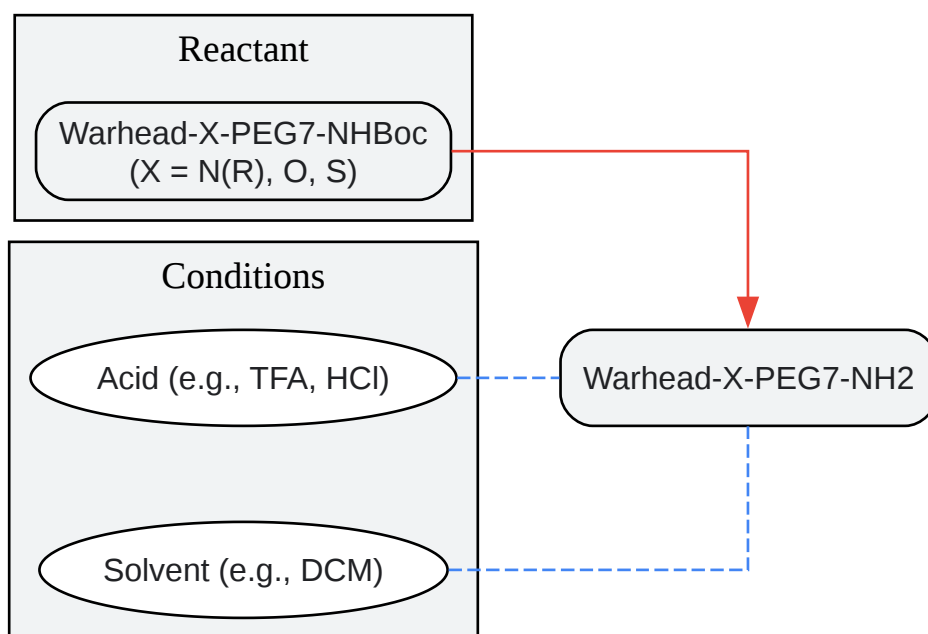 Reactant
Warhead-X-PEG7-NHBoc
(X = N(R), O, S)
Conditions
Acid (e.g., TFA, HCl)
Warhead-X-PEG7-NH2
Solvent (e.g., DCM)